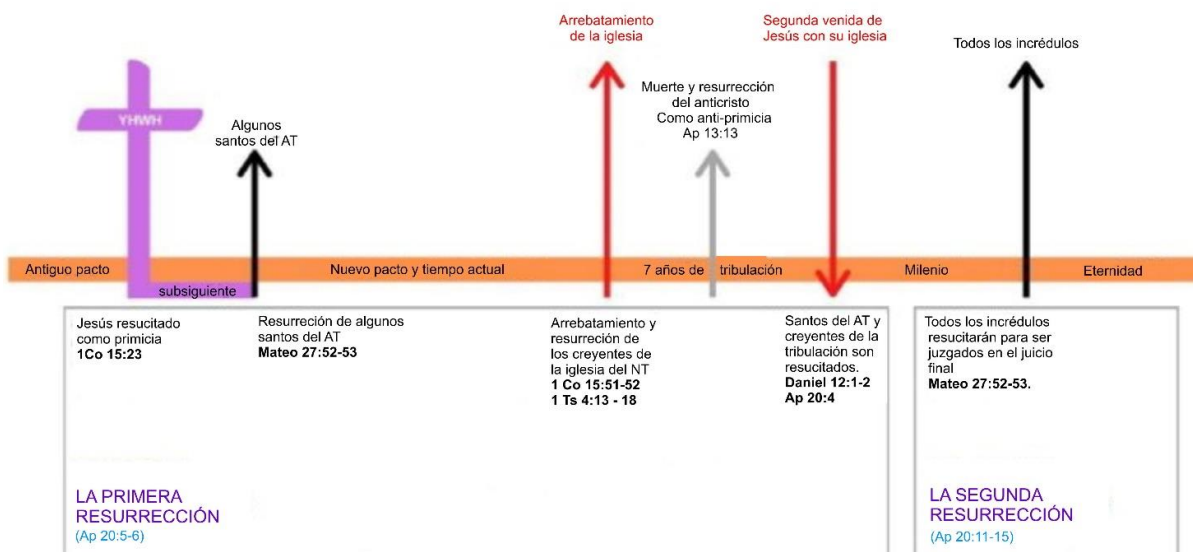 Arrebatamiento
de la iglesia
Segunda venida de
Jesús con su iglesia
Todos los incrédulos
YHWH
Algunos
santos del AT
Muerte y resurrección
del anticristo
Como anti-primicia
Ap 13:13
Antiguo pacto
Nuevo pacto y tiempo actual
7 años de tribulación
Milenio
Eternidad
subsiguiente
Jesús resucitado
como primicia
1Co 15:23
Resurreción de algunos
santos del AT
Mateo 27:52-53
Arrebatamiento y
resurrección de
los creyentes de
la iglesia del NT
1 Co 15:51-52
1 Ts 4:13 - 18
Santos del AT y
creyentes de la
tribulación son
resucitados.
Daniel 12:1-2
Ap 20:4
Todos los incrédulos
resucitarán para ser
juzgados en el juicio
final
Mateo 27:52-53.
LA PRIMERA
RESURRECCIÓN
(Ap 20:5-6)
LA SEGUNDA
RESURRECCIÓN
(Ap 20:11-15)